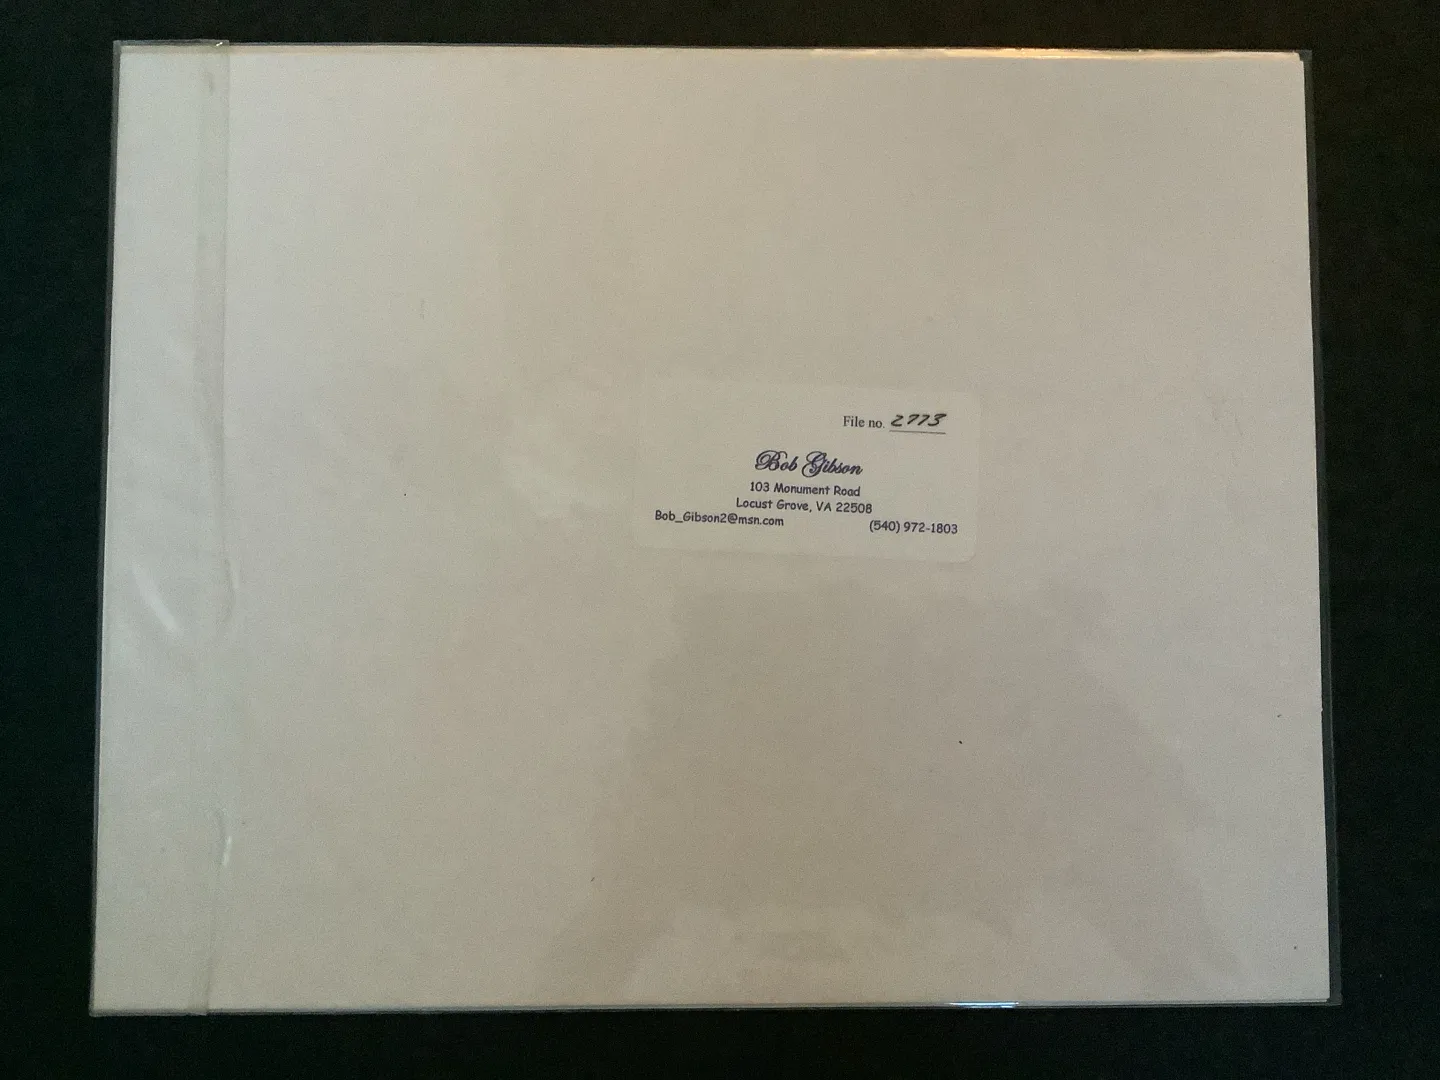 File no. 2773
Bob Gibson
103 Monument Road
Locust Grove, VA 22508
Bob_Gibson2@msn.com (540) 972-1803